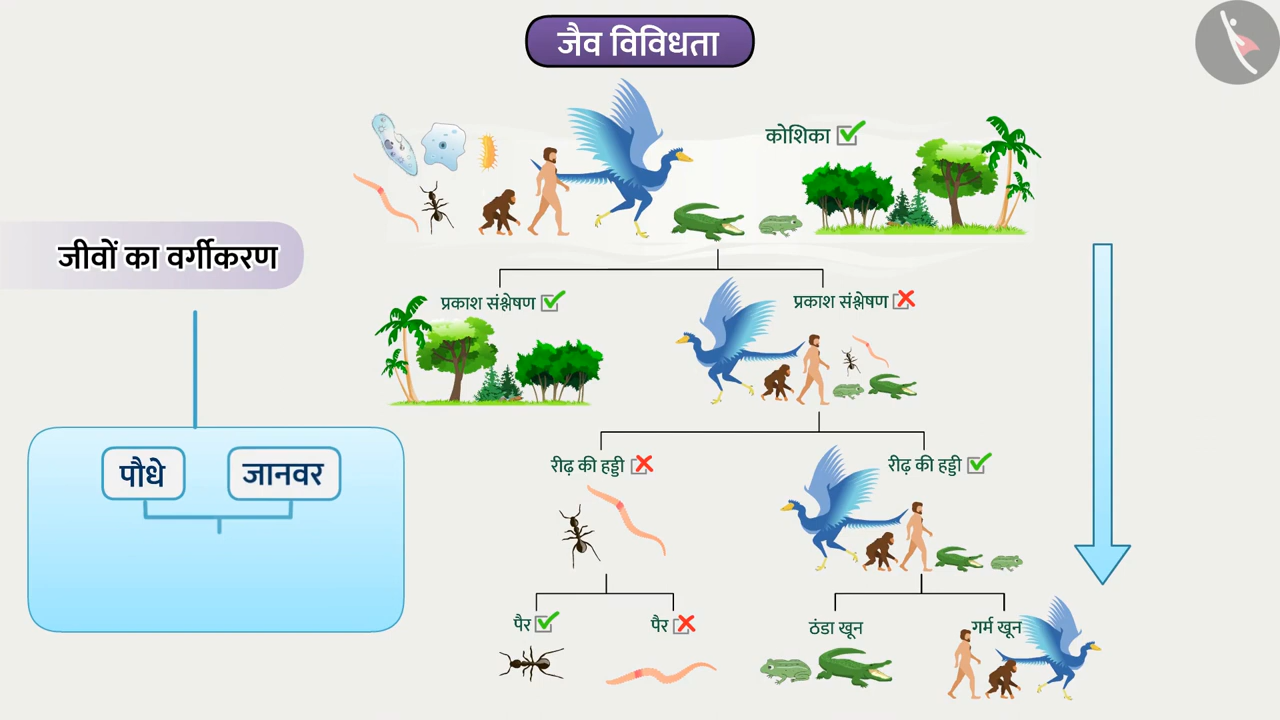 जैव विविधता
कोशिका
जीवों का वर्गीकरण
प्रकाश संश्लेषण
प्रकाश संश्लेषण
पौधे
जानवर
रीढ़ की हड्डी
रीढ़ की हड्डी
पैर
पैर
ठंडा खून
गर्म खून